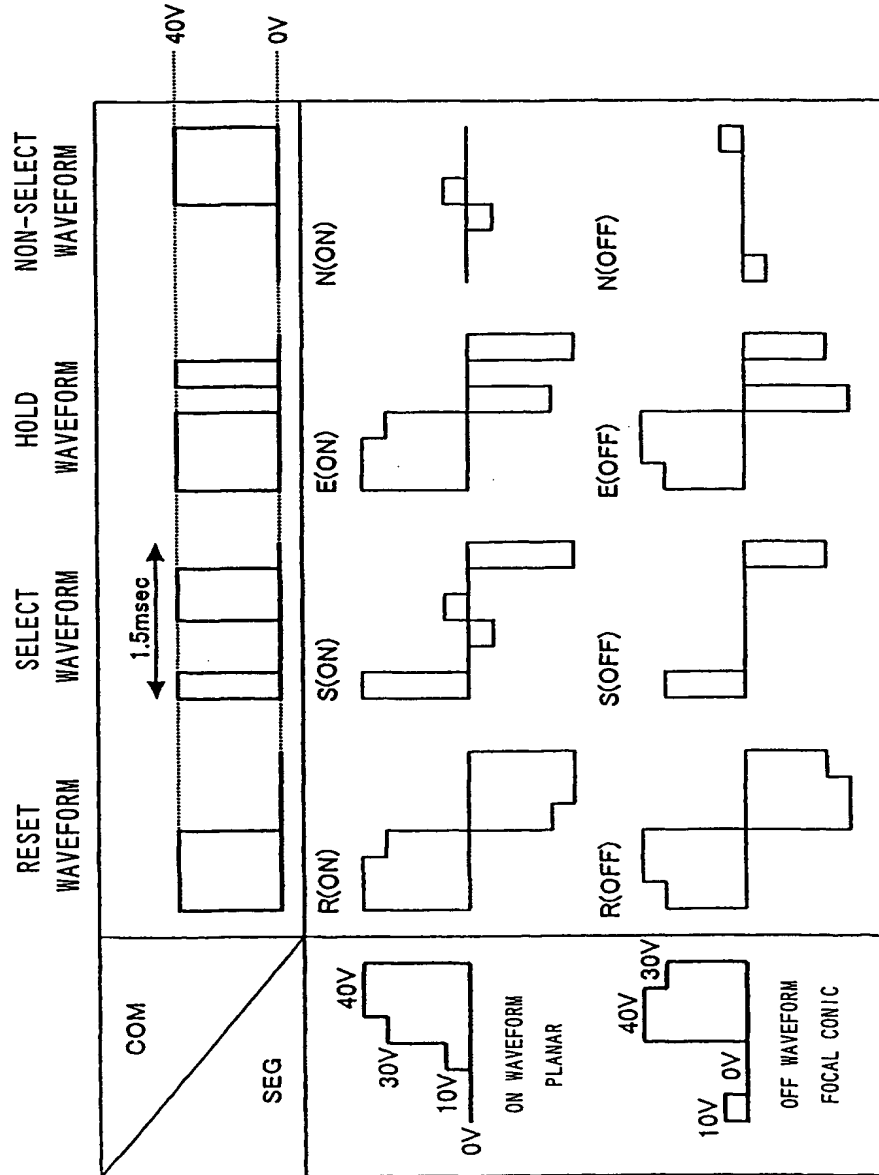 RESET
WAVEFORM
SELECT
WAVEFORM
HOLD
WAVEFORM
NON-SELECT
WAVEFORM
COM
SEG
1.5msec
40V
0V
40V
30V
10V
0V
ON WAVEFORM
PLANAR
R(ON)
S(ON)
E(ON)
N(ON)
10V
0V
40V
30V
OFF WAVEFORM
FOCAL CONIC
R(OFF)
S(OFF)
E(OFF)
N(OFF)